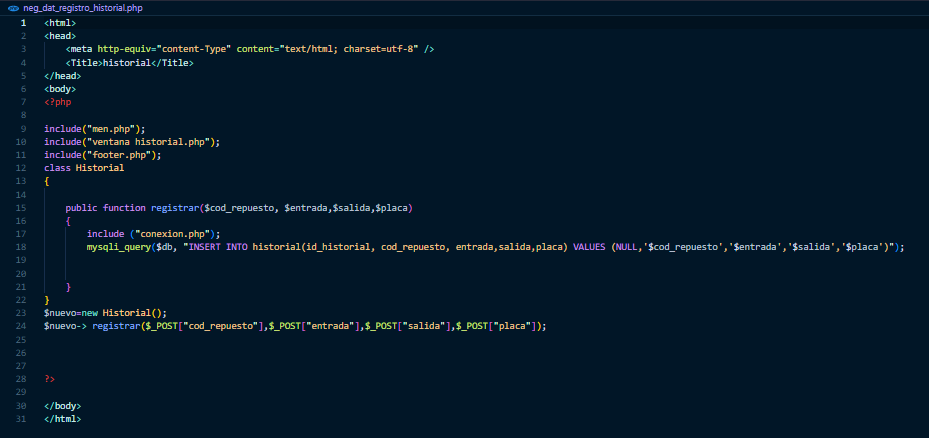 neg_dat_registro_historial.php
1 <html>
2 <head>
3 <meta http-equiv="content-Type" content="text/html; charset=utf-8" />
4 <Title>historial</Title>
5 </head>
6 <body>
7 <?php
8
9 include("men.php");
10 include("ventana historial.php");
11 include("footer.php");
12 class Historial
13 {
14
15 public function registrar($cod_repuesto, $entrada,$salida,$placa)
16 {
17 include ("conexion.php");
18 mysqli_query($db, "INSERT INTO historial(id_historial, cod_repuesto, entrada,salida,placa) VALUES (NULL,'$cod_repuesto','$entrada','$salida','$placa')");
19
20
21 }
22 }
23 $nuevo=new Historial();
24 $nuevo-> registrar($_POST["cod_repuesto"],$_POST["entrada"],$_POST["salida"],$_POST["placa"]);
25
26
27
28 ?>
29
30 </body>
31 </html>